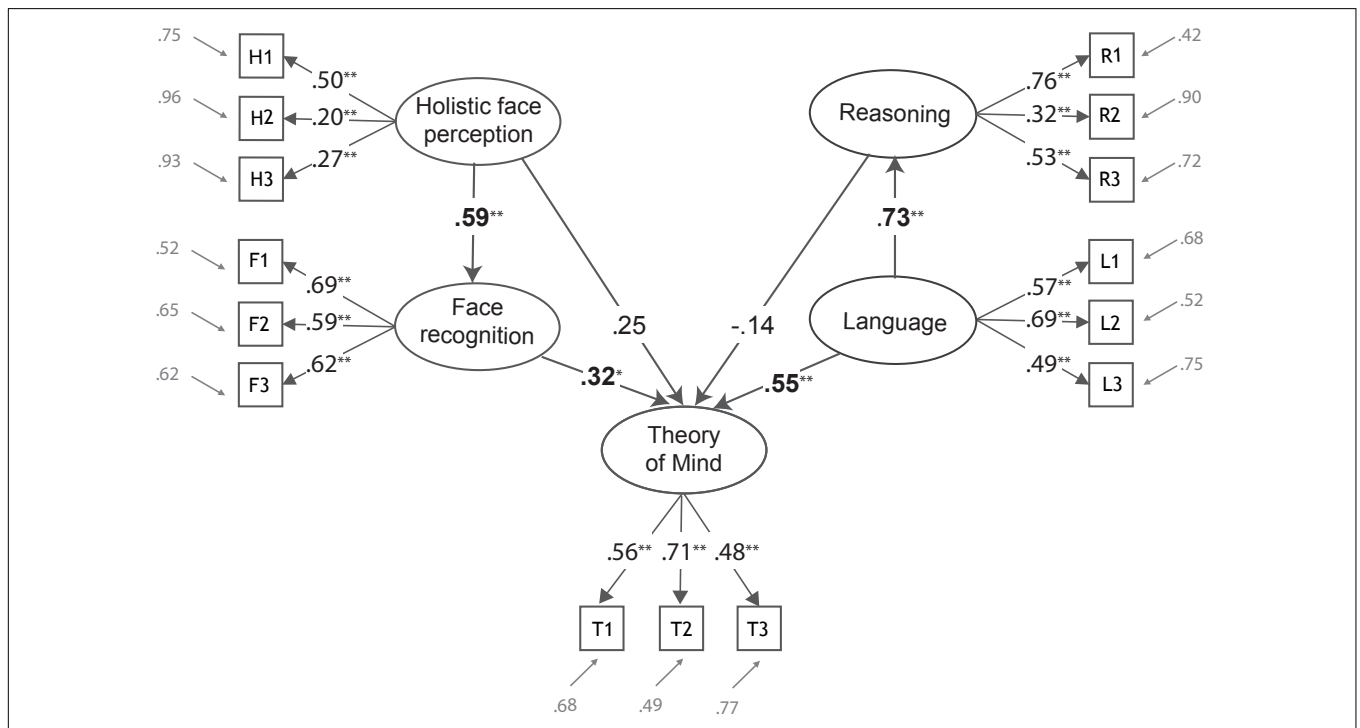 .75
H1
.50**
.96
H2
.20**
.93
H3
.27**
Holistic face
perception
.59**
.52
F1
.69**
.65
F2
.59**
.62
F3
.62**
Face
recognition
.32*
.25
-.14
Reasoning
.76**
R1
.42
.32**
R2
.90
.53**
R3
.72
.73**
Language
.57**
L1
.68
.69**
L2
.52
.49**
L3
.75
.55**
Theory
of Mind
.56** .71** .48**
T1 T2 T3
.68 .49 .77